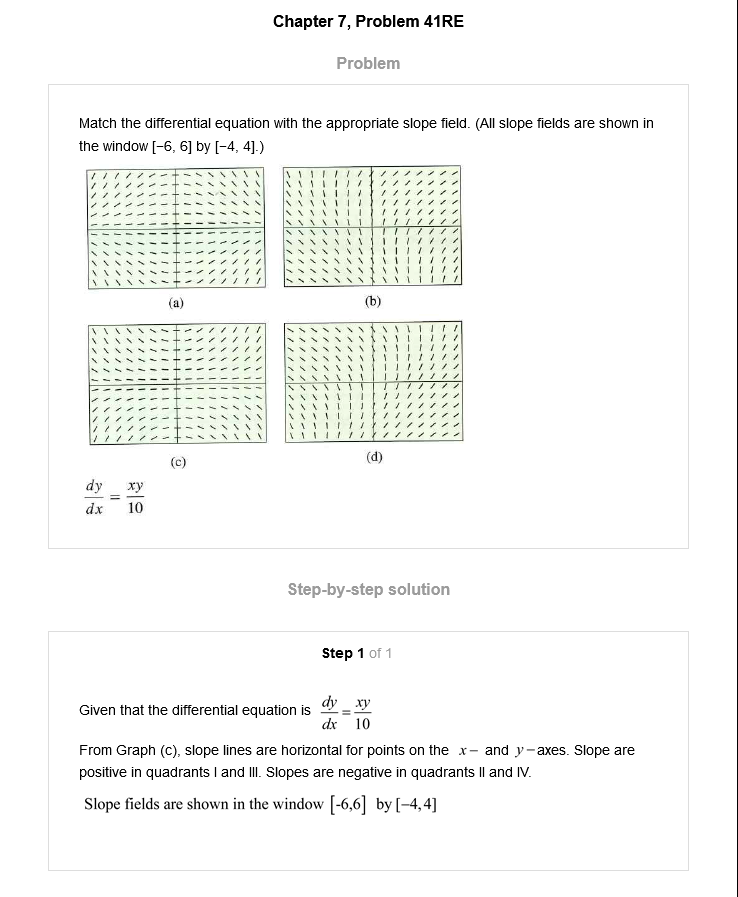 Chapter 7, Problem 41RE
Problem
Match the differential equation with the appropriate slope field. (All slope fields are shown in
the window [−6, 6] by [−4, 4].)
(a)
(b)
(c)
(d)
dy/dx = xy/10
Step-by-step solution
Step 1 of 1
Given that the differential equation is dy/dx = xy/10
From Graph (c), slope lines are horizontal for points on the x− and y−axes. Slope are
positive in quadrants I and III. Slopes are negative in quadrants II and IV.
Slope fields are shown in the window [-6,6] by [−4,4]